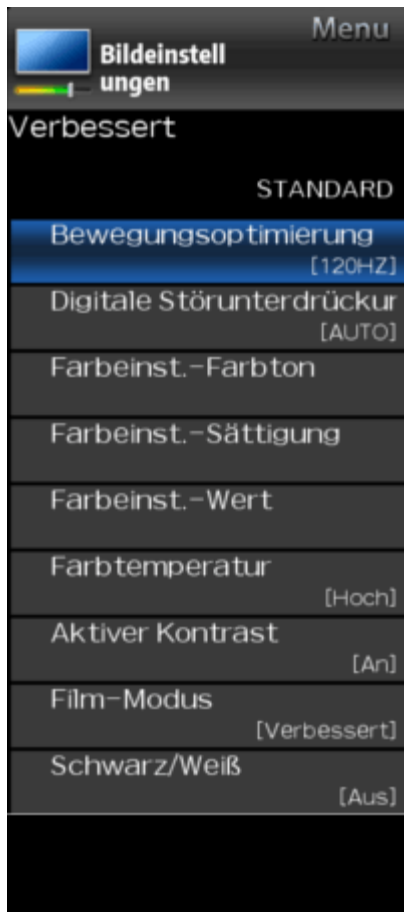 Menu
Bildeinstell
ungen
Verbessert
STANDARD
Bewegungsoptimierung
[120HZ]
Digitale Störunterdrückur
[AUTO]
Farbeinst.-Farbton
Farbeinst.-Sättigung
Farbeinst.-Wert
Farbtemperatur
[Hoch]
Aktiver Kontrast
[An]
Film-Modus
[Verbessert]
Schwarz/Weiß
[Aus]